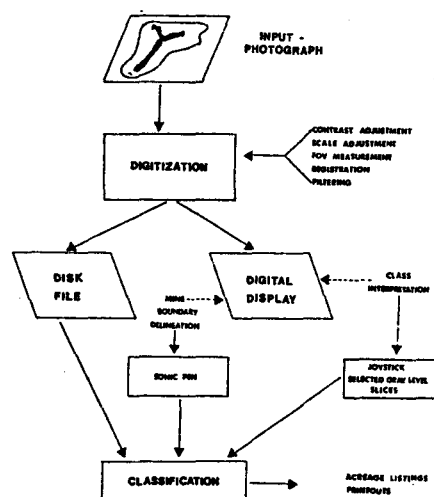 INPUT -
PHOTOGRAPH
DIGITIZATION
CONTRAST ADJUSTMENT
SCALE ADJUSTMENT
FOV MEASUREMENT
REGISTRATION
FILTERING
DISK
FILE
DIGITAL
DISPLAY
CLASS
INTERPRETATION
MINE
BOUNDARY
DELINEATION
SONIC PEN
JOYSTICK
SELECTED GRAY LEVEL
SLICES
CLASSIFICATION
ACREAGE LISTINGS
PRINTOUTS